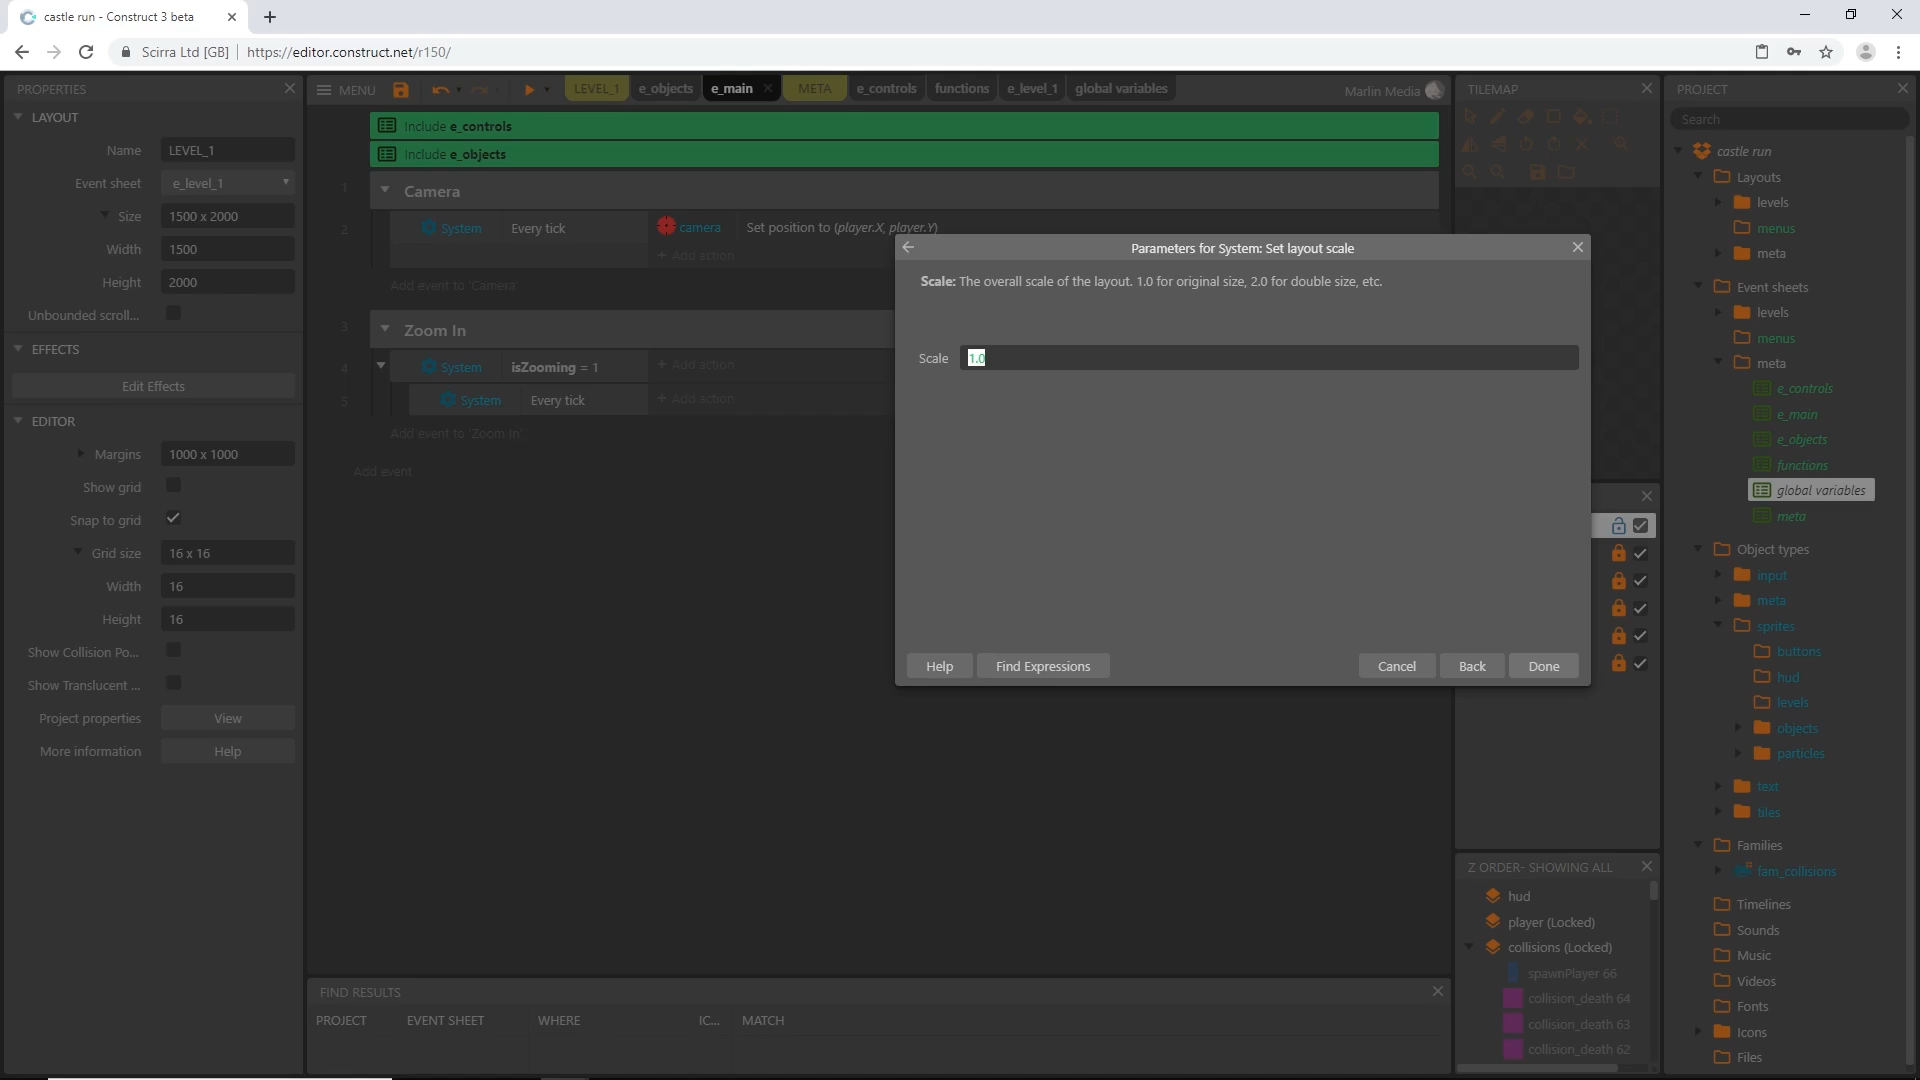 castle run - Construct 3 beta
Scirra Ltd [GB] https://editor.construct.net/r150/
PROPERTIES
LAYOUT
Name LEVEL_1
Event sheet e_level_1
Size 1500 x 2000
Width 1500
Height 2000
Unbounded scroll...
EFFECTS
Edit Effects
EDITOR
Margins 1000 x 1000
Show grid
Snap to grid
Grid size 16 x 16
Width 16
Height 16
Show Collision Po...
Show Translucent ...
Project properties View
More information Help
MENU LEVEL_1 e_objects e_main META e_controls functions e_level_1 global variables Marlin Media
Include e_controls
Include e_objects
1 Camera
2 System Every tick camera Set position to (player.X, player.Y)
+ Add action
Add event to 'Camera'
3 Zoom In
4 System isZooming = 1 + Add action
5 System Every tick + Add action
Add event to 'Zoom In'
Add event
Parameters for System: Set layout scale
Scale: The overall scale of the layout. 1.0 for original size, 2.0 for double size, etc.
Scale 1.0
Help Find Expressions Cancel Back Done
FIND RESULTS
PROJECT EVENT SHEET WHERE IC... MATCH
TILEMAP
Z ORDER- SHOWING ALL
hud
player (Locked)
collisions (Locked)
spawnPlayer 66
collision_death 64
collision_death 63
collision_death 62
PROJECT
Search
castle run
Layouts
levels
menus
meta
Event sheets
levels
menus
meta
e_controls
e_main
e_objects
functions
global variables
meta
Object types
input
meta
sprites
buttons
hud
levels
objects
particles
text
tiles
Families
fam_collisions
Timelines
Sounds
Music
Videos
Fonts
Icons
Files